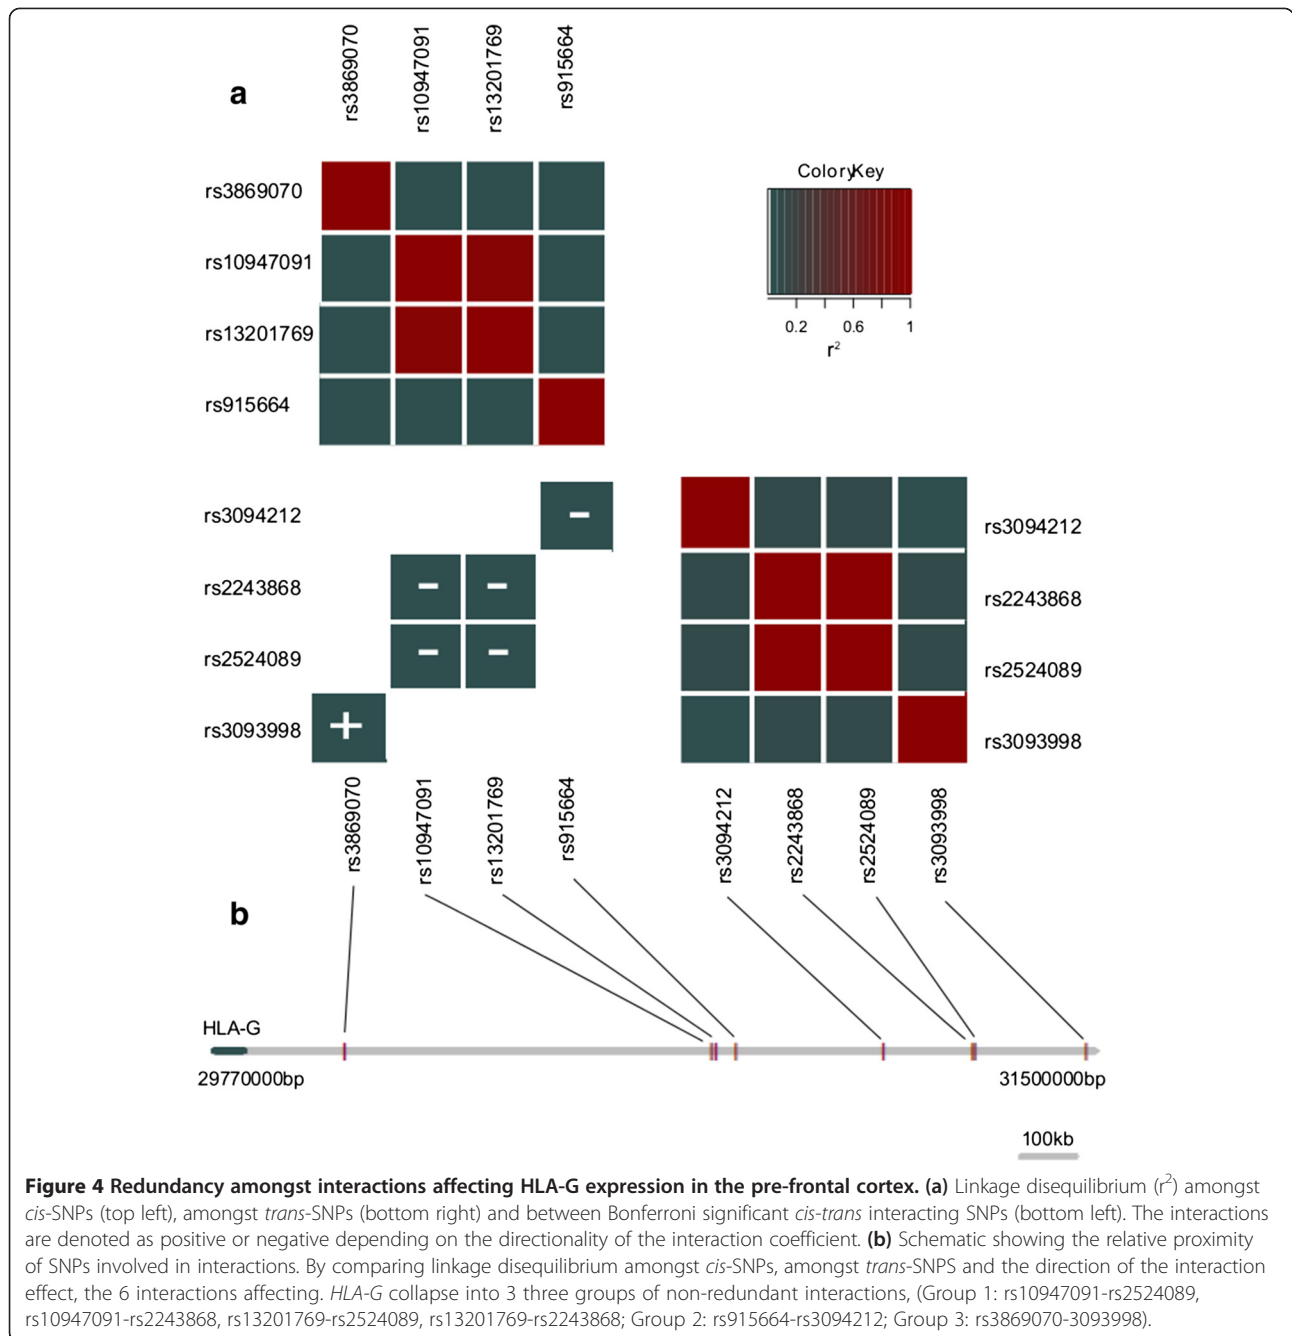 a
rs3869070
rs10947091
rs13201769
rs915664
rs3869070
rs10947091
rs13201769
rs915664
Color Key
0.2 0.6 1
r²
rs3094212
rs2243868
rs2524089
rs3093998
-
- -
- -
+
rs3094212
rs2243868
rs2524089
rs3093998
rs3869070
rs10947091
rs13201769
rs915664
rs3094212
rs2243868
rs2524089
rs3093998
b
HLA-G
29770000bp
31500000bp
100kb
Figure 4 Redundancy amongst interactions affecting HLA-G expression in the pre-frontal cortex. (a) Linkage disequilibrium (r²) amongst
cis-SNPs (top left), amongst trans-SNPs (bottom right) and between Bonferroni significant cis-trans interacting SNPs (bottom left). The interactions
are denoted as positive or negative depending on the directionality of the interaction coefficient. (b) Schematic showing the relative proximity
of SNPs involved in interactions. By comparing linkage disequilibrium amongst cis-SNPs, amongst trans-SNPS and the direction of the interaction
effect, the 6 interactions affecting. HLA-G collapse into 3 three groups of non-redundant interactions, (Group 1: rs10947091-rs2524089,
rs10947091-rs2243868, rs13201769-rs2524089, rs13201769-rs2243868; Group 2: rs915664-rs3094212; Group 3: rs3869070-3093998).